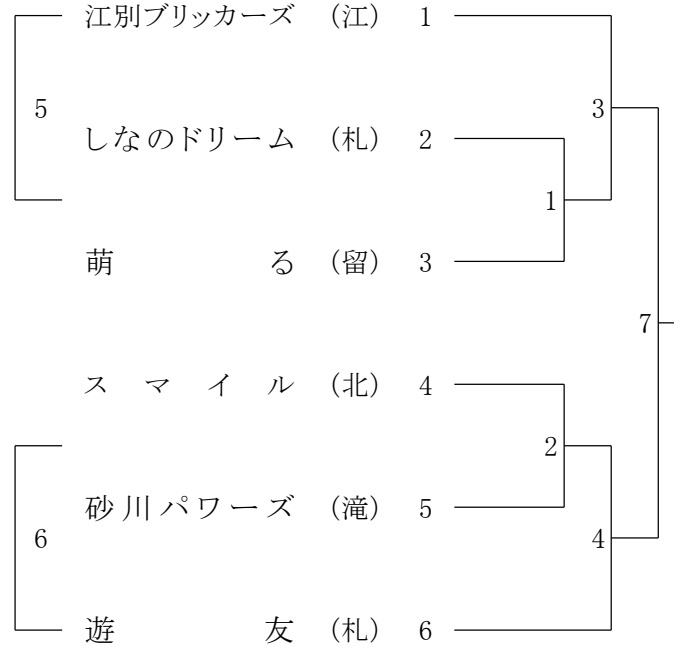 江別ブリッカーズ (江) 1
5 3
しなのドリーム (札) 2
1
萌る (留) 3
7
スマイル (北) 4
2
砂川パワーズ (滝) 5
6 4
遊友 (札) 6